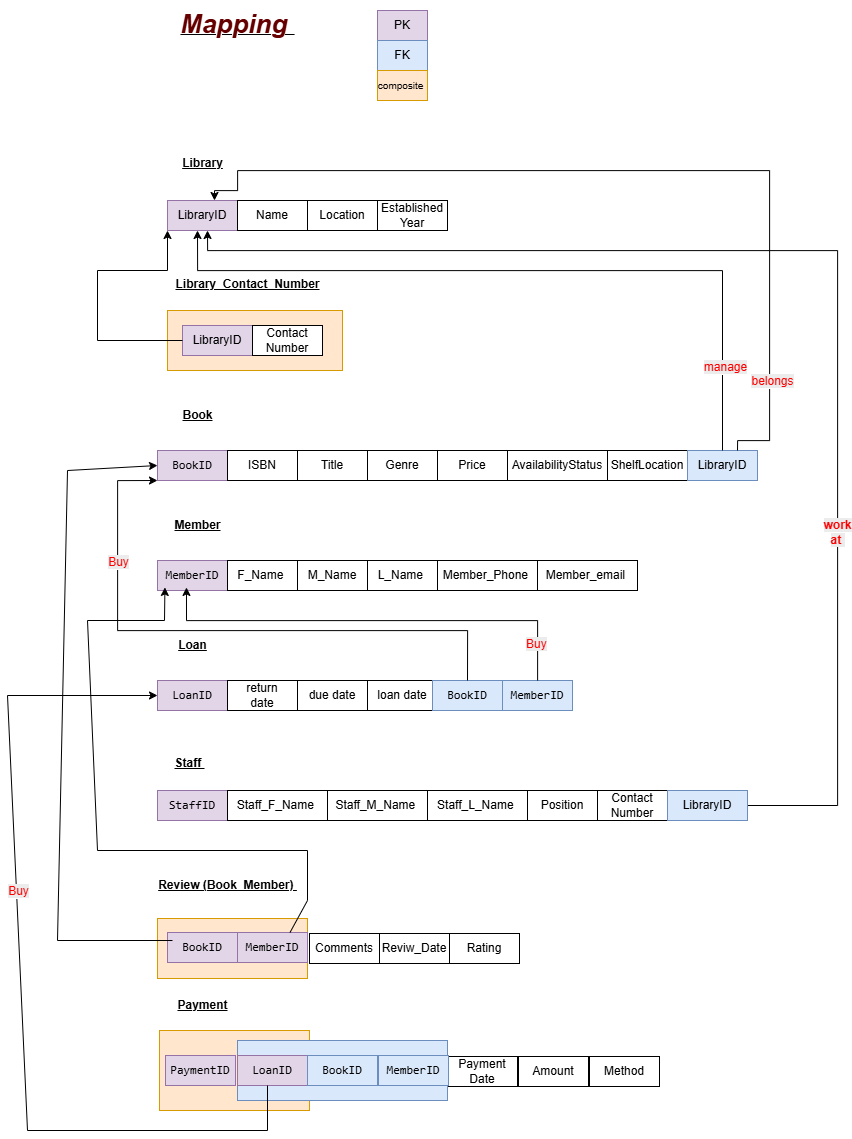 Mapping
PK
FK
composite
Library
LibraryID Name Location Established
Year
Library_Contact_Number
LibraryID Contact
Number
manage
belongs
Book
BookID ISBN Title Genre Price AvailabilityStatus ShelfLocation LibraryID
Member
work
at
Buy
MemberID F_Name M_Name L_Name Member_Phone Member_email
Loan
Buy
LoanID return
date due date loan date BookID MemberID
Staff
StaffID Staff_F_Name Staff_M_Name Staff_L_Name Position Contact
Number LibraryID
Review (Book_Member)
Buy
BookID MemberID Comments Reviw_Date Rating
Payment
PaymentID LoanID BookID MemberID Payment
Date Amount Method